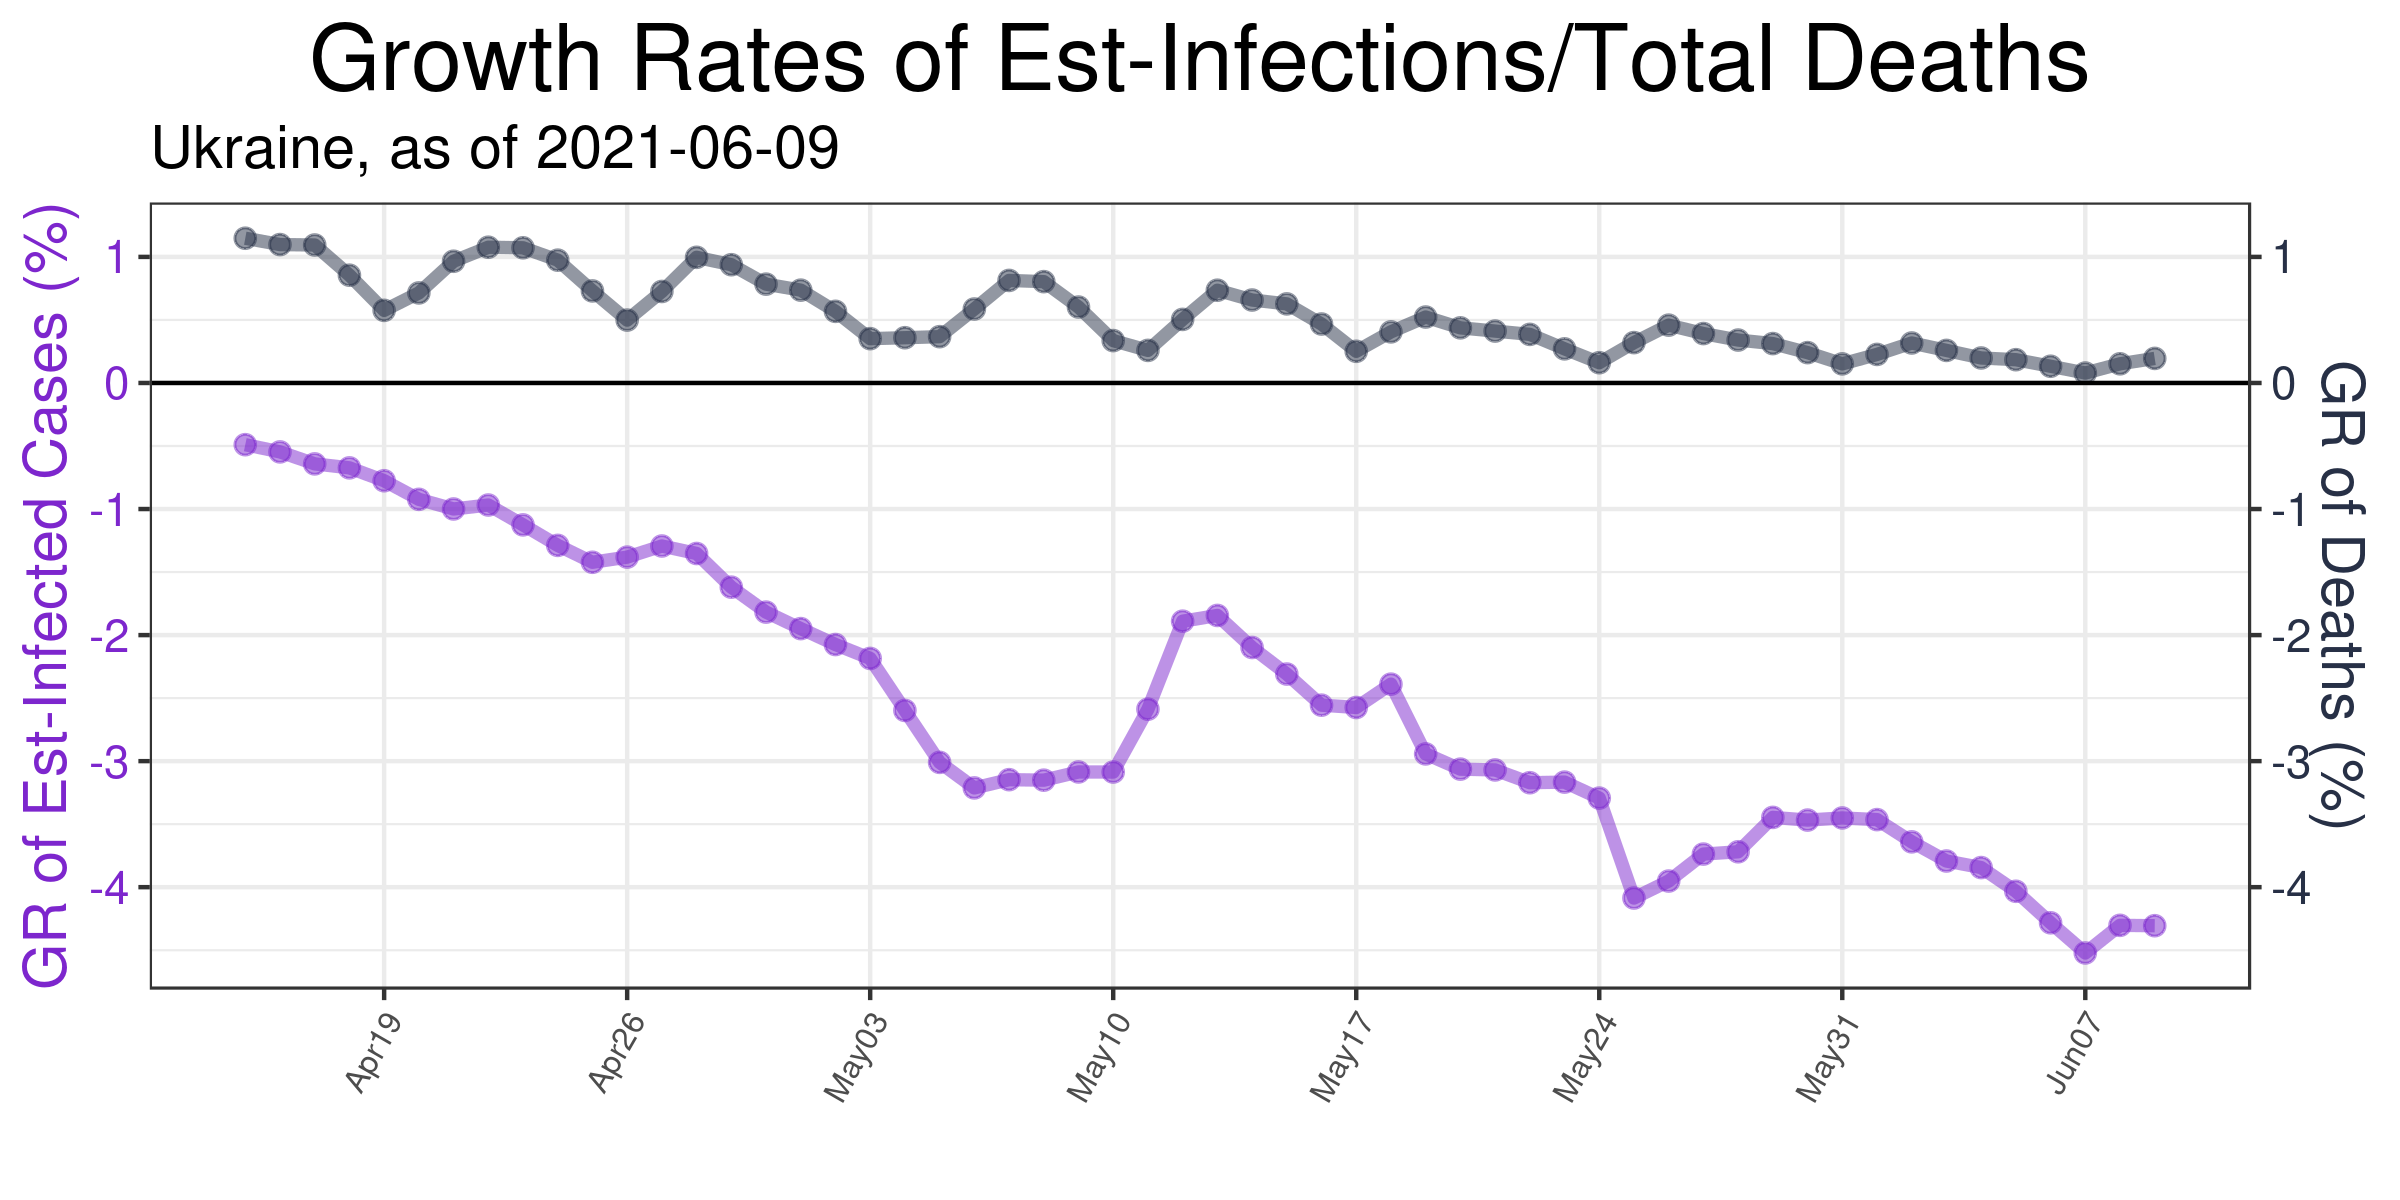 Growth Rates of Est-Infections/Total Deaths
Ukraine, as of 2021-06-09
GR of Est-Infected Cases (%)
1
0
-1
-2
-3
-4
1
0
-1
-2
-3
-4
GR of Deaths (%)
Apr19
Apr26
May03
May10
May17
May24
May31
Jun07